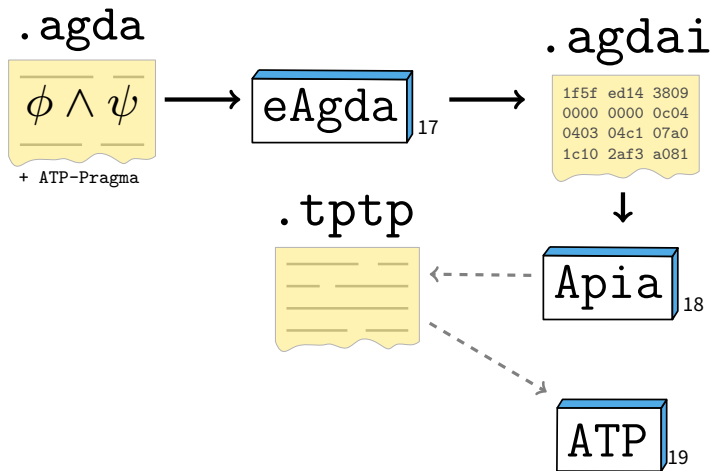 .agda
.agdai
ϕ ∧ ψ
eAgda
17
1f5f ed14 3809
0000 0000 0c04
0403 04c1 07a0
1c10 2af3 a081
+ ATP-Pragma
.tptp
Apia
18
ATP
19